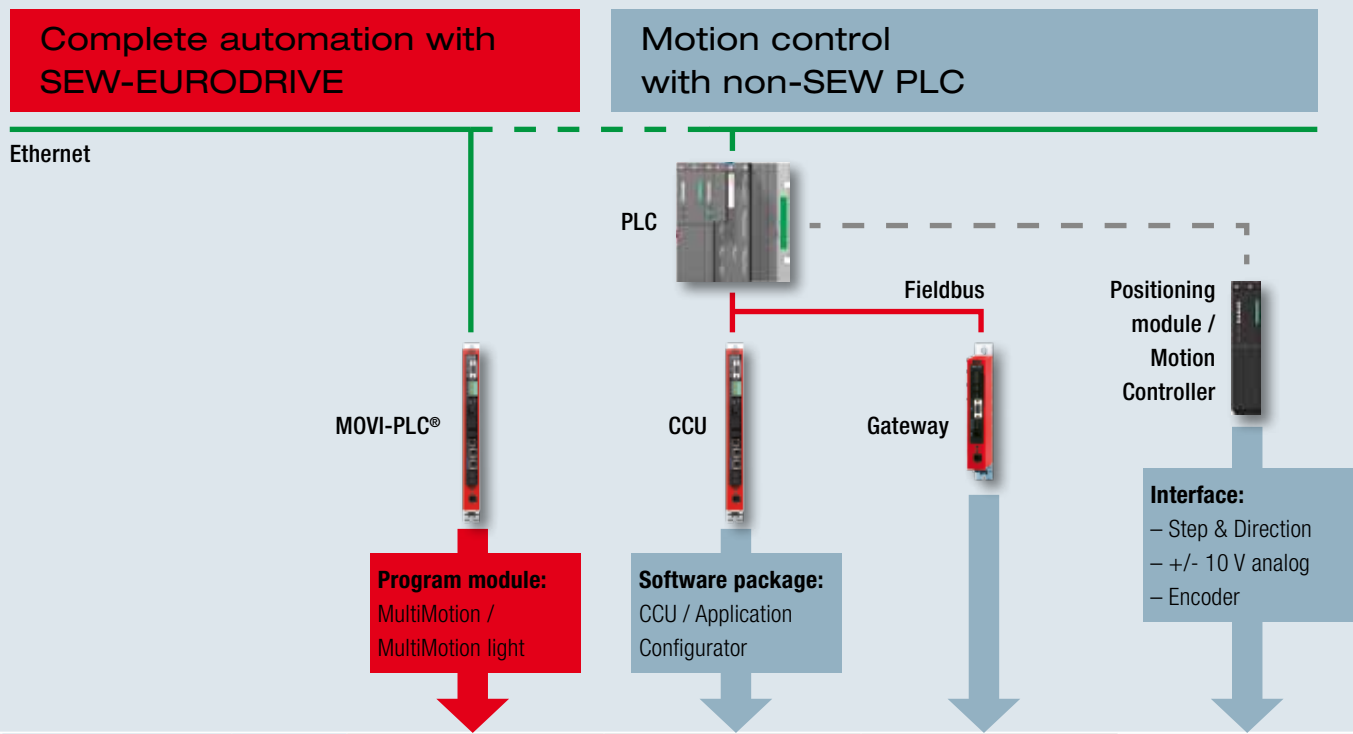 Complete automation with
SEW-EURODRIVE
Motion control
with non-SEW PLC
Ethernet
PLC
Fieldbus
Positioning
module /
Motion
Controller
MOVI-PLC®
CCU
Gateway
Program module:
MultiMotion /
MultiMotion light
Software package:
CCU / Application
Configurator
Interface:
– Step & Direction
– +/- 10 V analog
– Encoder